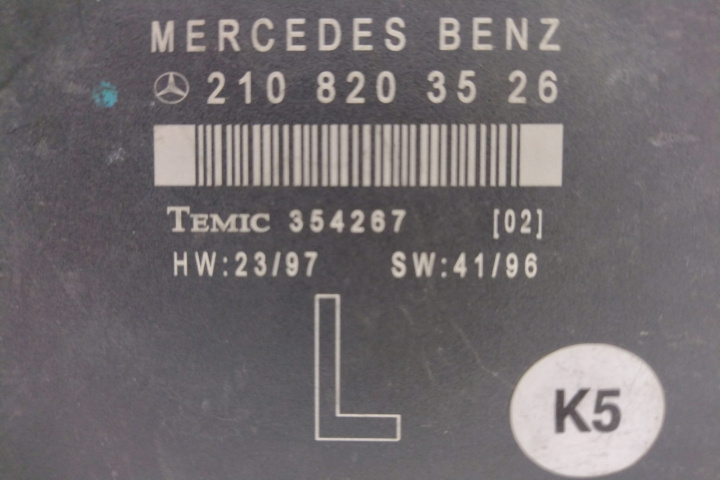 MERCEDES BENZ
210 820 35 26
TEMIC 354267 [02]
HW:23/97 SW:41/96
L
K5